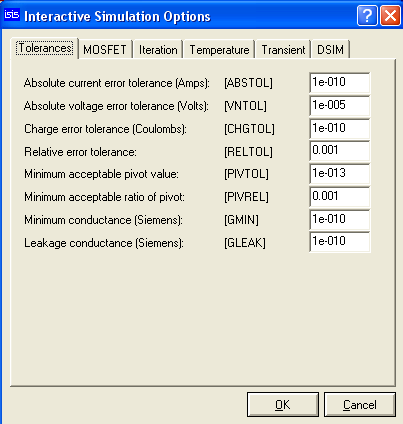 isis Interactive Simulation Options
Tolerances MOSFET Iteration Temperature Transient DSIM
Absolute current error tolerance (Amps): [ABSTOL] 1e-010
Absolute voltage error tolerance (Volts): [VNTOL] 1e-005
Charge error tolerance (Coulombs): [CHGTOL] 1e-010
Relative error tolerance: [RELTOL] 0.001
Minimum acceptable pivot value: [PIVTOL] 1e-013
Minimum acceptable ratio of pivot: [PIVREL] 0.001
Minimum conductance (Siemens): [GMIN] 1e-010
Leakage conductance (Siemens): [GLEAK] 1e-010
OK Cancel